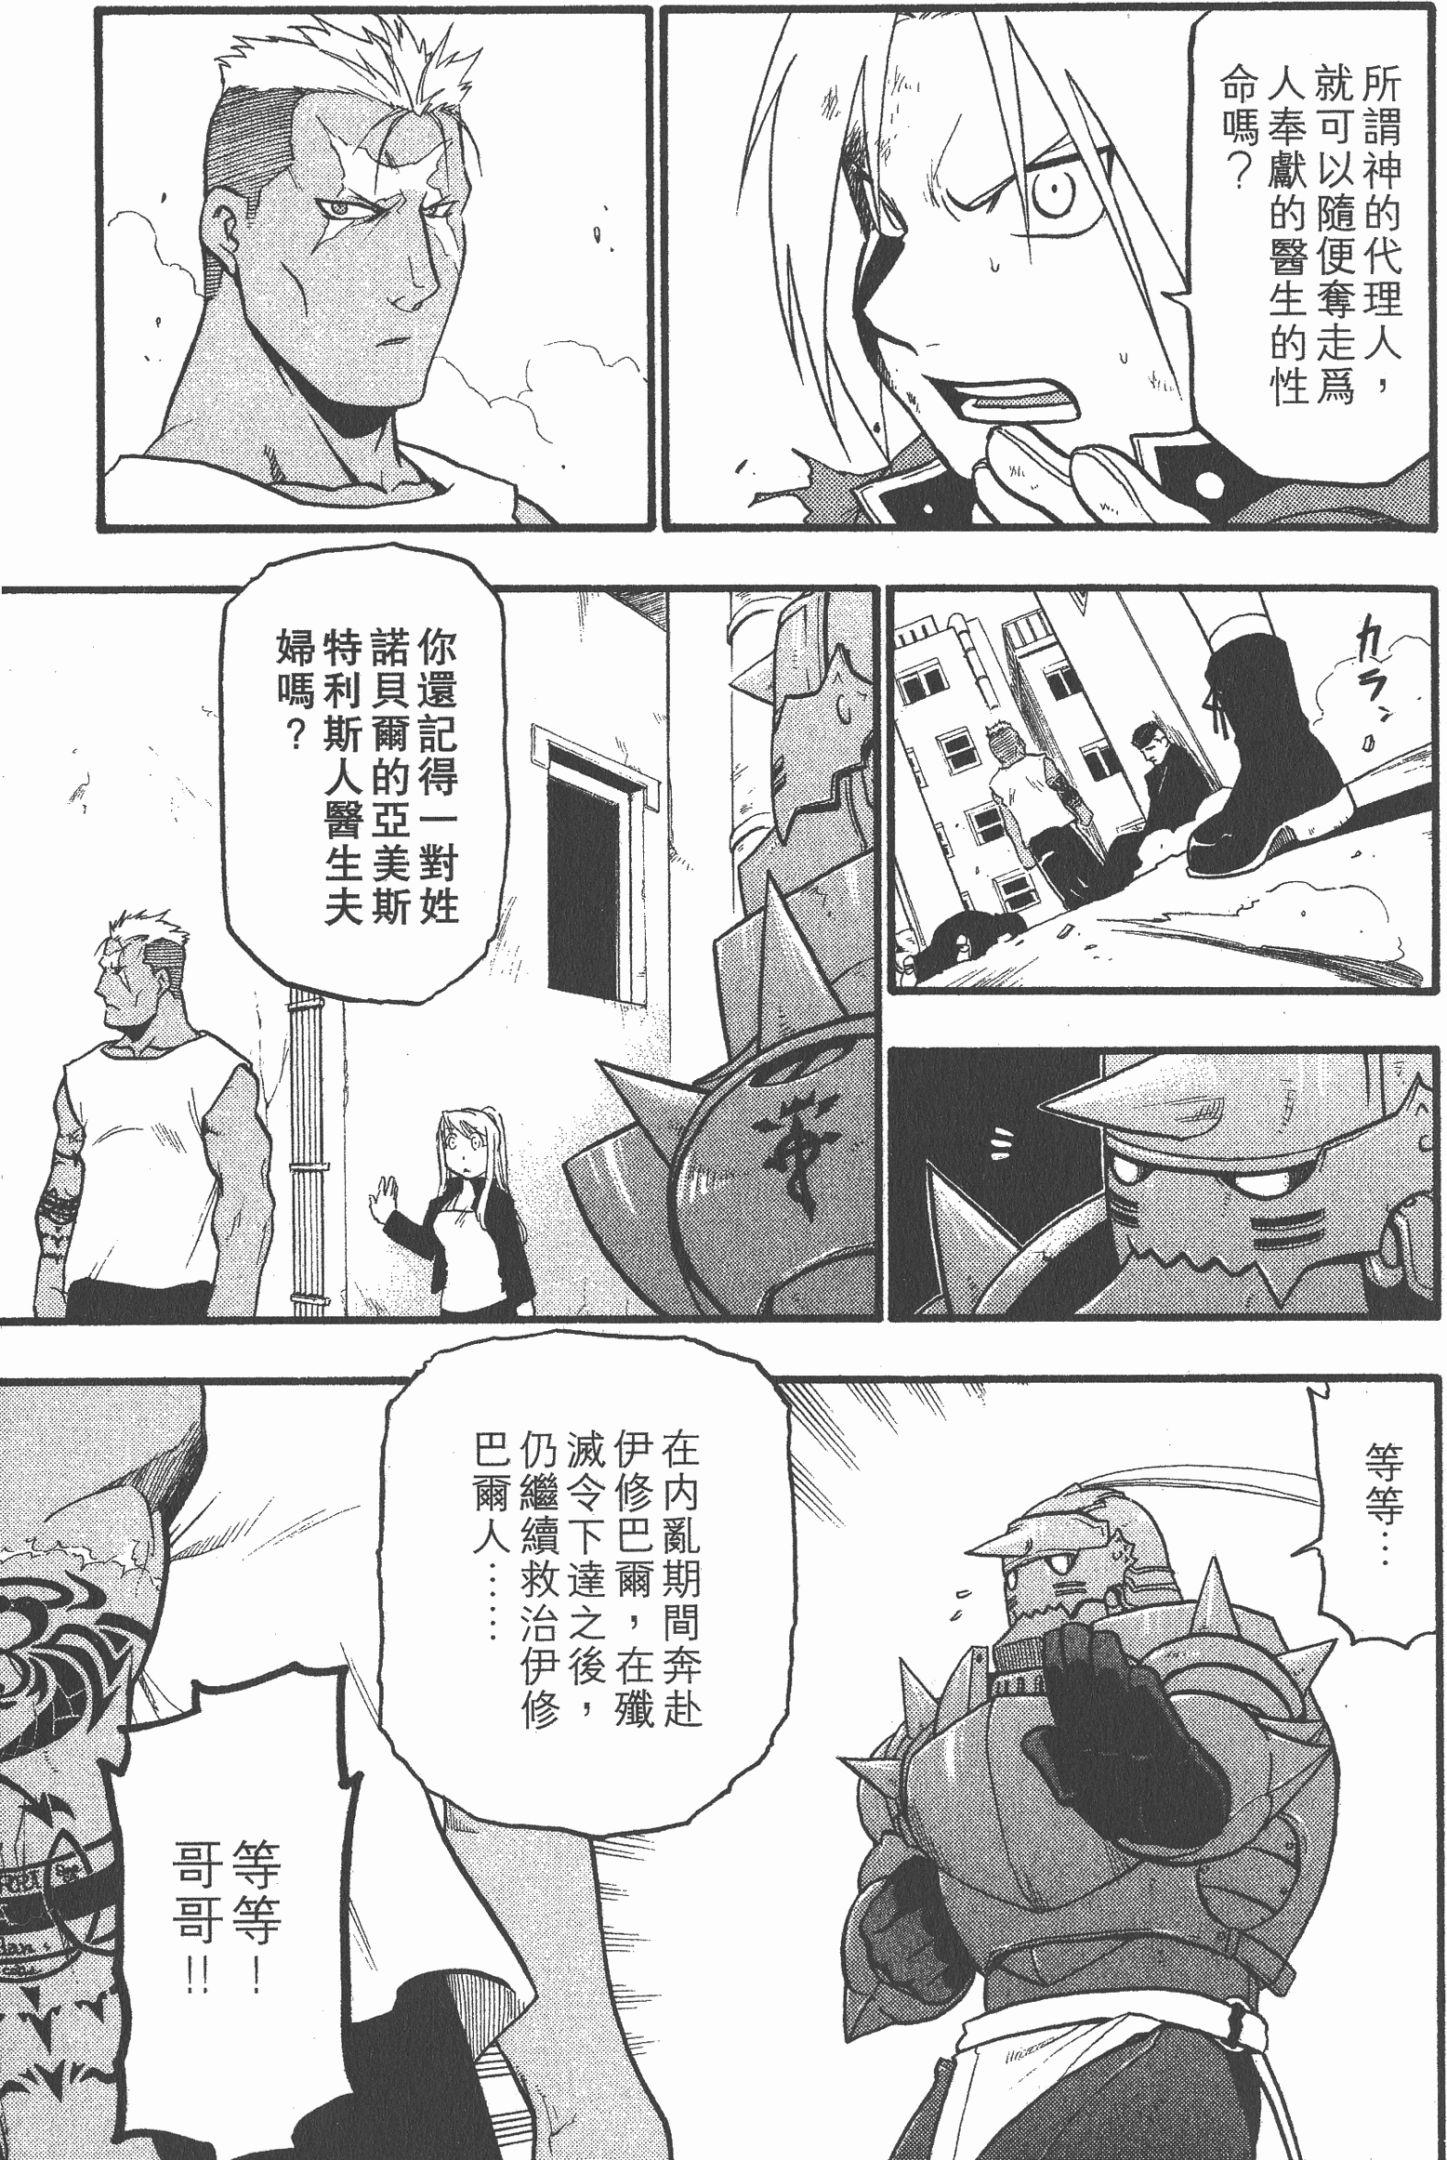 所謂神的代理人，
就可以隨便奪走爲
人奉獻的醫生的性
命嗎？
カラ
你還記得一對姓
諾貝爾的亞美斯
特利斯人醫生夫
婦嗎？
等等…
在内亂期間奔赴
伊修巴爾，在殲
滅令下達之後，
仍繼續救治伊修
巴爾人……
等等！
哥哥!!